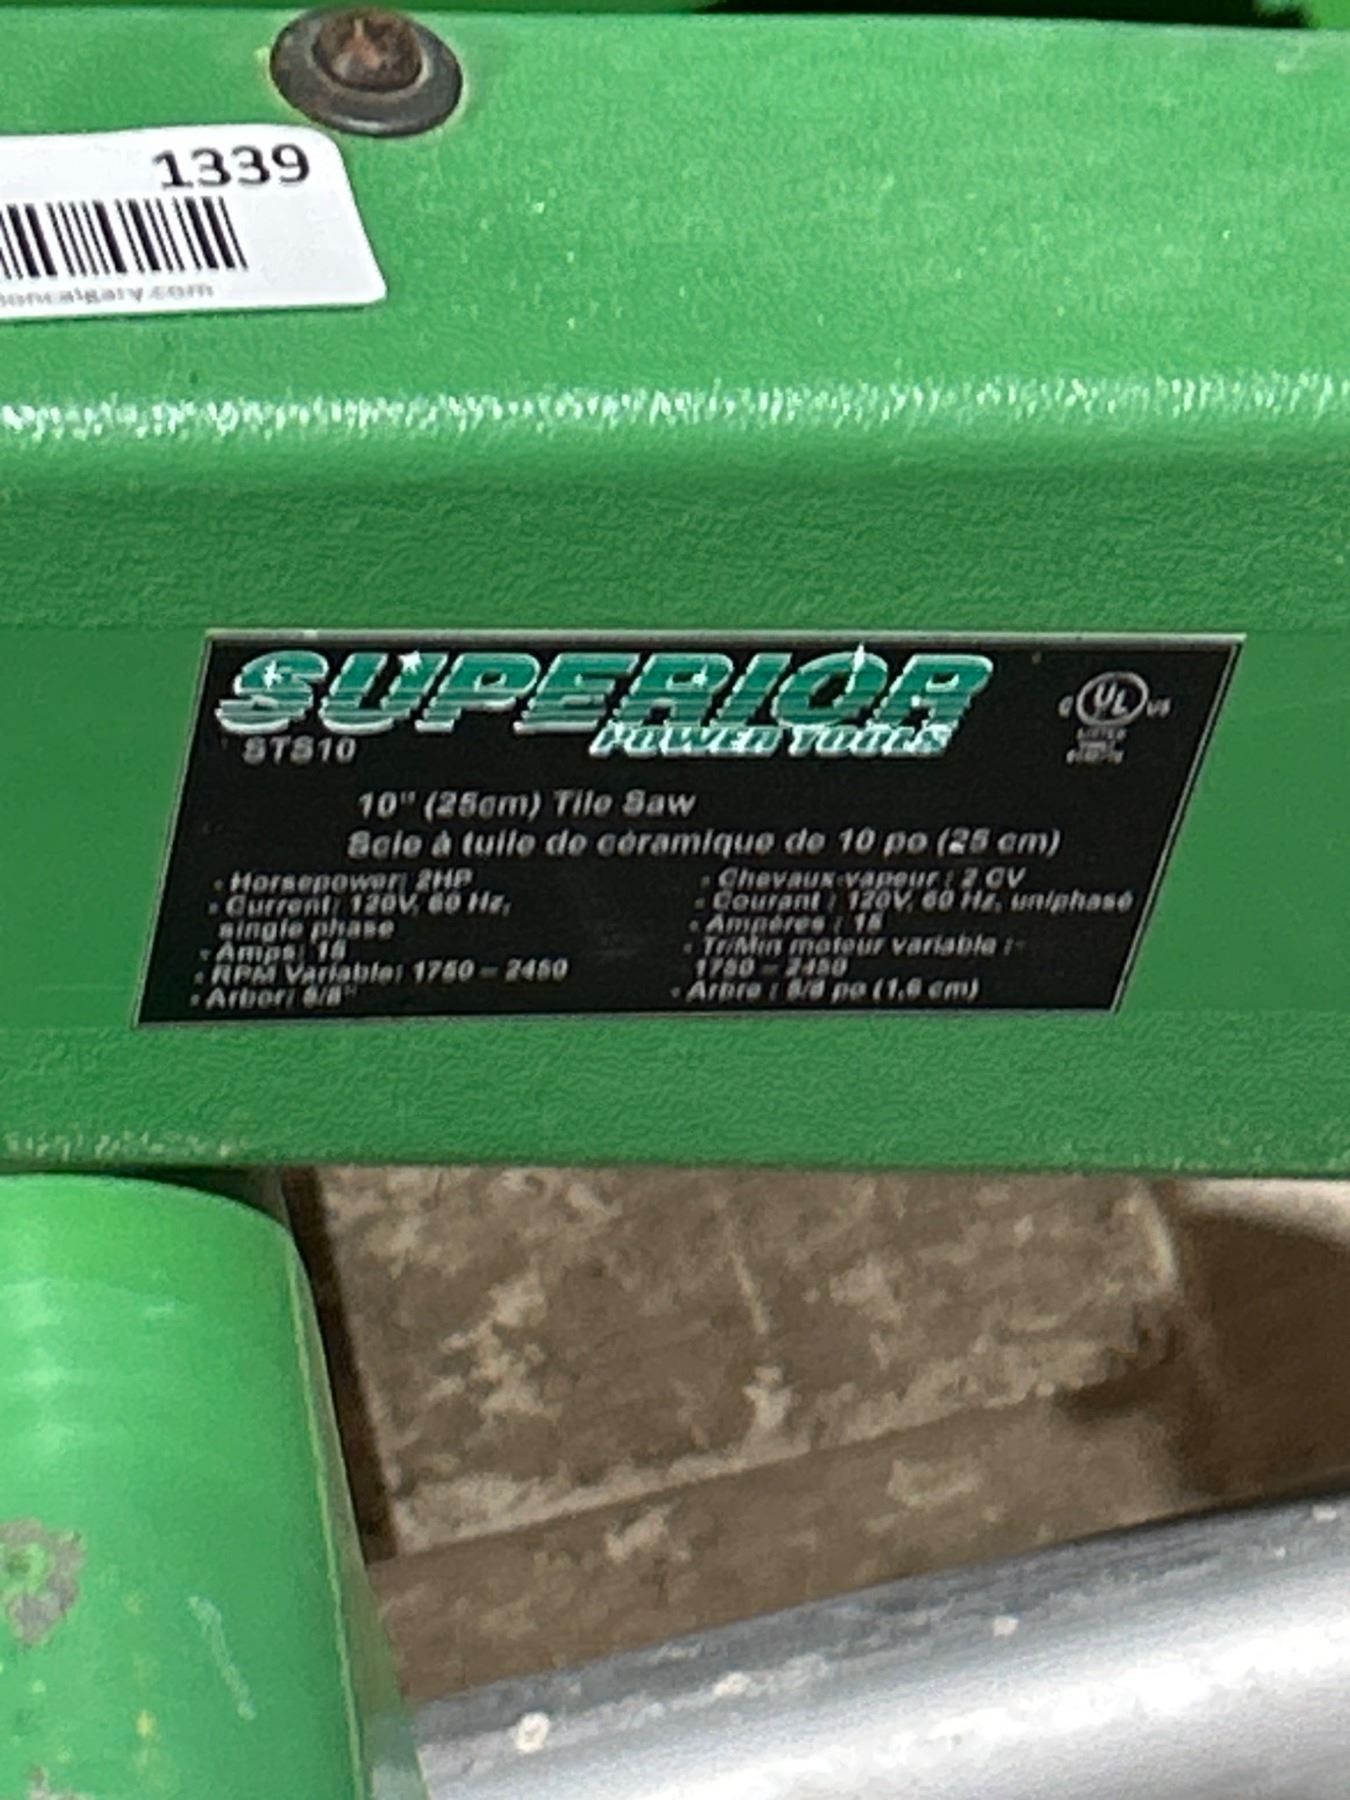 1339
SUPERIOR
POWER TOOLS
STS10
C UL US
LISTED
10" (25cm) Tile Saw
Scie à tuile de céramique de 10 po (25 cm)
- Horsepower: 2HP
- Current: 120V, 60 Hz,
single phase
- Amps: 15
- RPM Variable: 1750 – 2450
- Arbor: 5/8"
- Chevaux-vapeur : 2 CV
- Courant : 120V, 60 Hz, uniphasé
- Ampères : 15
- Tr/Min moteur variable :
1750 – 2450
- Arbre : 5/8 po (1,6 cm)